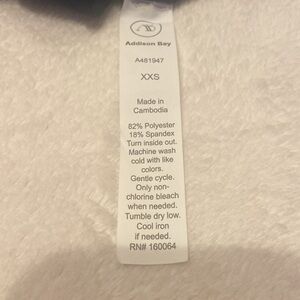 Addison Bay
A481947
XXS
Made in
Cambodia
82% Polyester
18% Spandex
Turn inside out.
Machine wash
cold with like
colors.
Gentle cycle.
Only non-
chlorine bleach
when needed.
Tumble dry low.
Cool iron
if needed.
RN# 160064